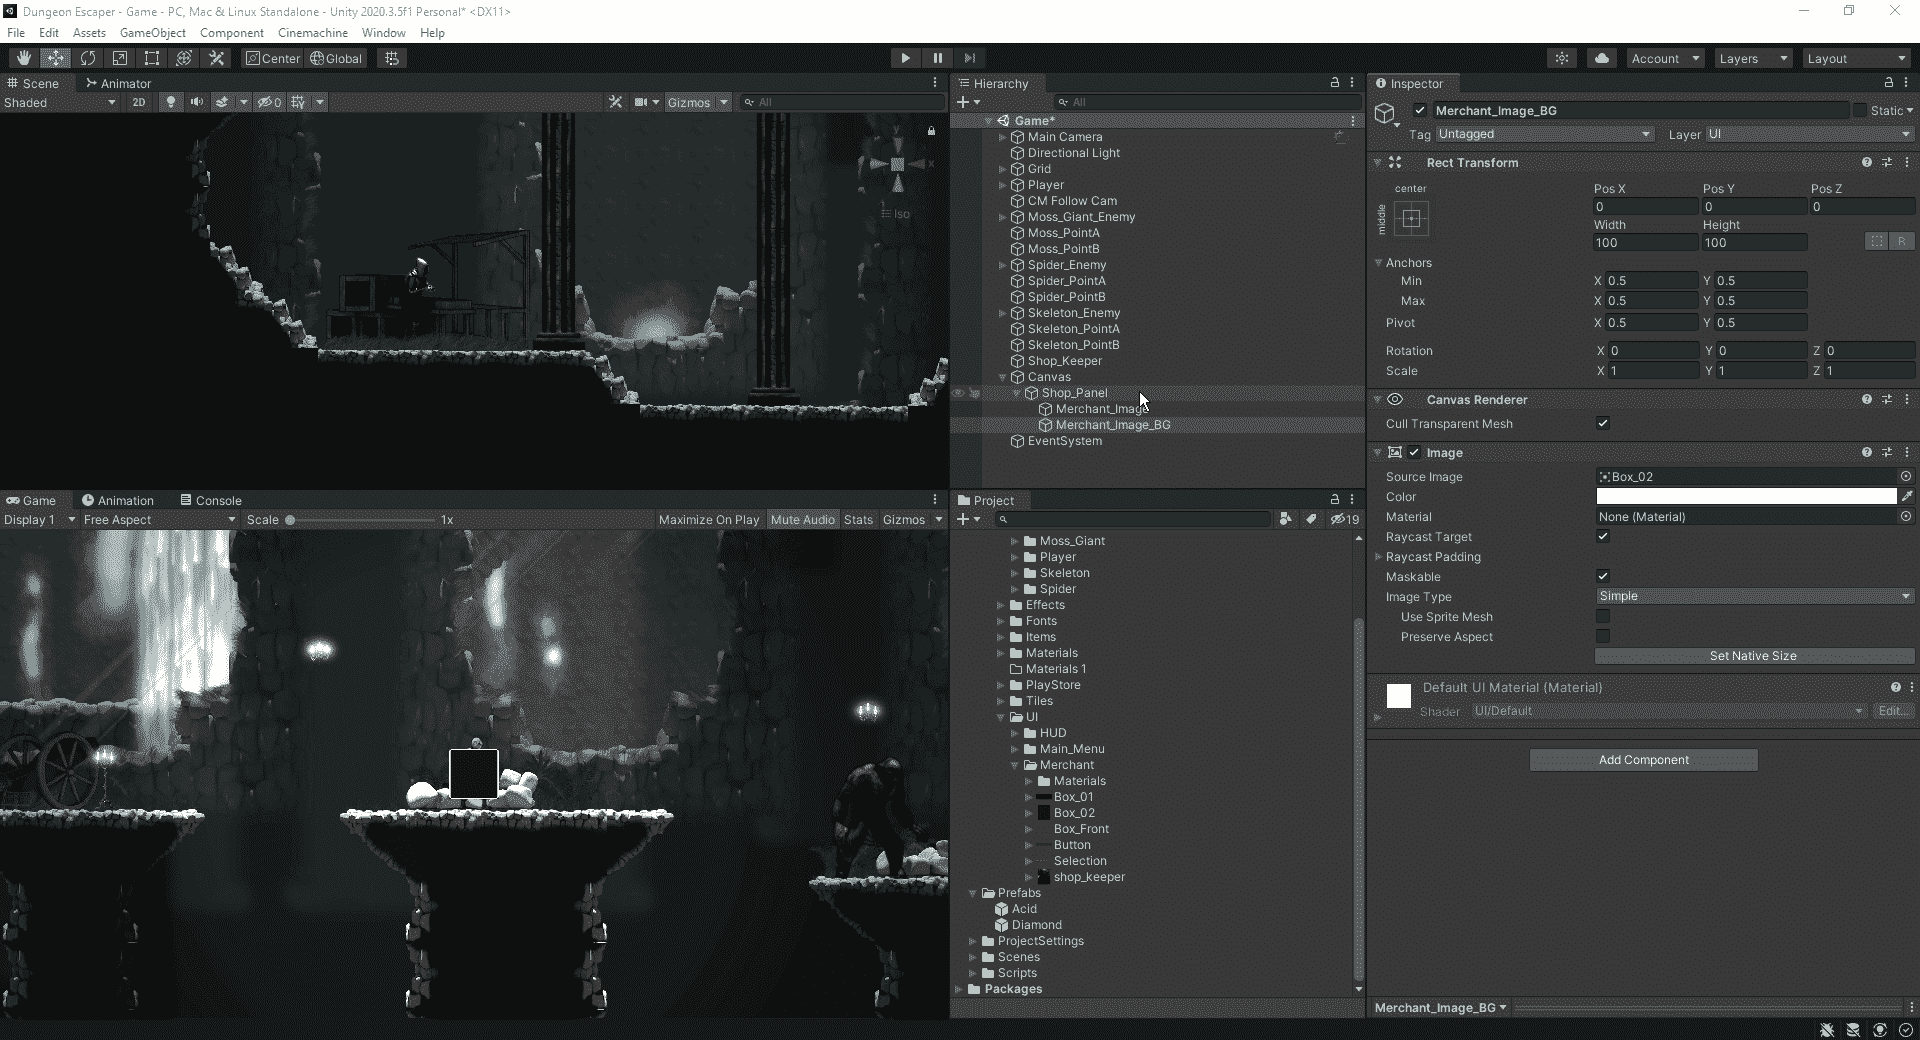 Dungeon Escaper - Game - PC, Mac & Linux Standalone - Unity 2020.3.5f1 Personal* <DX11>
File Edit Assets GameObject Component Cinemachine Window Help
Center Global Account Layers Layout
Scene Animator
Shaded 2D 0 Gizmos All
y
x
Iso
Hierarchy
All
Game*
Main Camera
Directional Light
Grid
Player
CM Follow Cam
Moss_Giant_Enemy
Moss_PointA
Moss_PointB
Spider_Enemy
Spider_PointA
Spider_PointB
Skeleton_Enemy
Skeleton_PointA
Skeleton_PointB
Shop_Keeper
Canvas
Shop_Panel
Merchant_Image
Merchant_Image_BG
EventSystem
Game Animation Console
Display 1 Free Aspect Scale 1x Maximize On Play Mute Audio Stats Gizmos
Project
19
Moss_Giant
Player
Skeleton
Spider
Effects
Fonts
Items
Materials
Materials 1
PlayStore
Tiles
UI
HUD
Main_Menu
Merchant
Materials
Box_01
Box_02
Box_Front
Button
Selection
shop_keeper
Prefabs
Acid
Diamond
ProjectSettings
Scenes
Scripts
Packages
Inspector
Merchant_Image_BG Static
Tag Untagged Layer UI
Rect Transform
center
middle
Pos X Pos Y Pos Z
0 0 0
Width Height
100 100 R
Anchors
Min X 0.5 Y 0.5
Max X 0.5 Y 0.5
Pivot X 0.5 Y 0.5
Rotation X 0 Y 0 Z 0
Scale X 1 Y 1 Z 1
Canvas Renderer
Cull Transparent Mesh
Image
Source Image Box_02
Color
Material None (Material)
Raycast Target
Raycast Padding
Maskable
Image Type Simple
Use Sprite Mesh
Preserve Aspect
Set Native Size
Default UI Material (Material)
Shader UI/Default Edit...
Add Component
Merchant_Image_BG